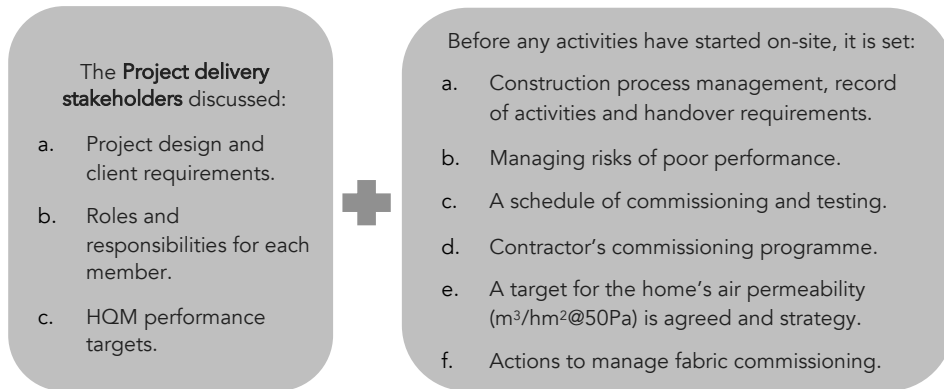 The Project delivery
stakeholders discussed:
a. Project design and
client requirements.
b. Roles and
responsibilities for each
member.
c. HQM performance
targets.
Before any activities have started on-site, it is set:
a. Construction process management, record
of activities and handover requirements.
b. Managing risks of poor performance.
c. A schedule of commissioning and testing.
d. Contractor’s commissioning programme.
e. A target for the home’s air permeability
(m³/hm²@50Pa) is agreed and strategy.
f. Actions to manage fabric commissioning.